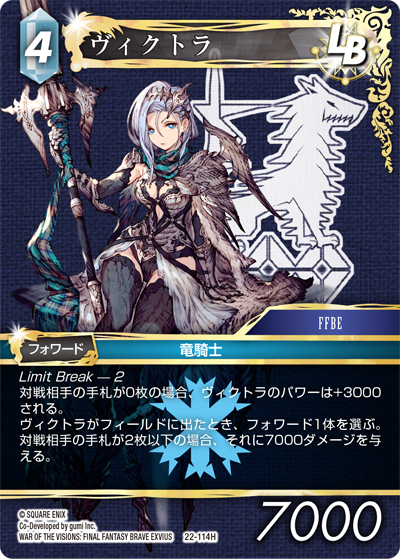 4
ヴィクトラ
LB
FFBE
フォワード
竜騎士
Limit Break — 2
対戦相手の手札が0枚の場合、ヴィクトラのパワーは+3000
される。
ヴィクトラがフィールドに出たとき、フォワード1体を選ぶ。
対戦相手の手札が2枚以下の場合、それに7000ダメージを与
える。
© SQUARE ENIX
Co-Developed by gumi Inc.
WAR OF THE VISIONS: FINAL FANTASY BRAVE EXVIUS
22-114H
7000